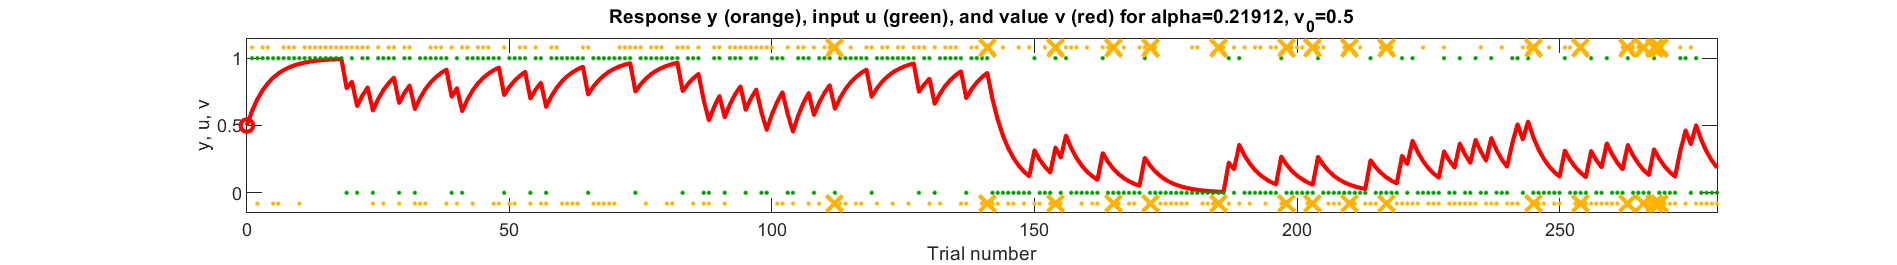 Response y (orange), input u (green), and value v (red) for alpha=0.21912, v0=0.5
y, u, v
1
0.5
0
0 50 100 150 200 250
Trial number